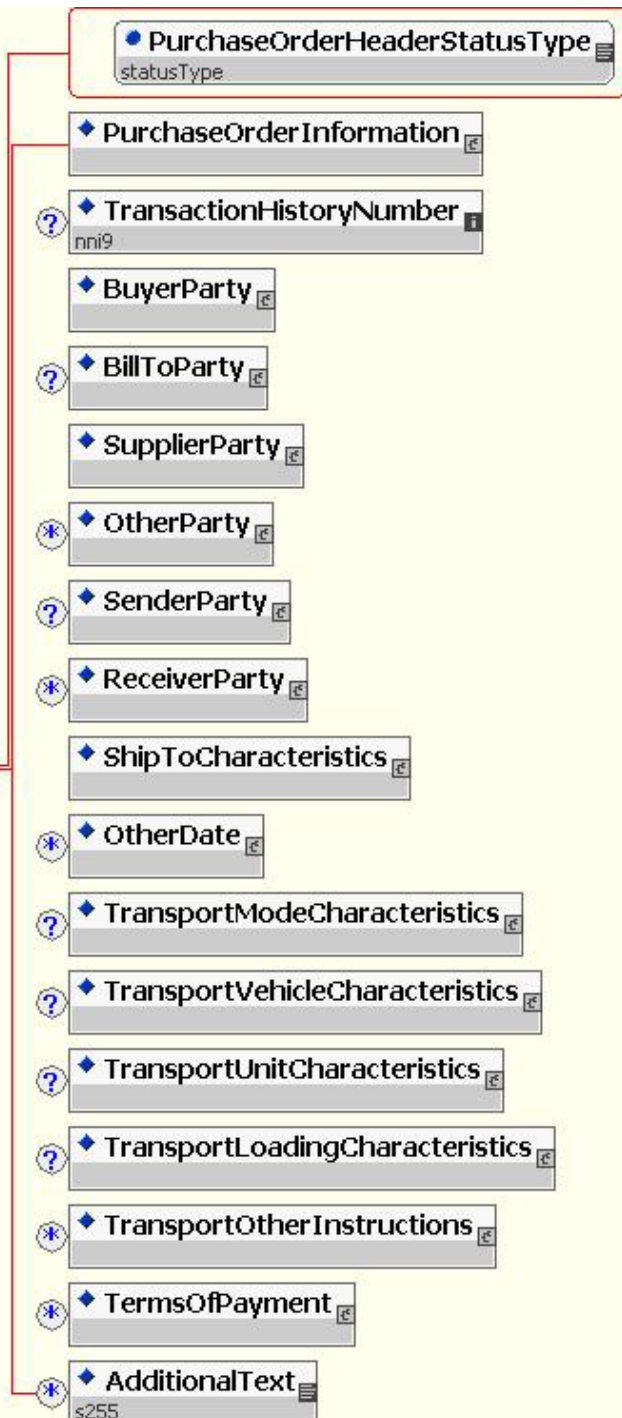 PurchaseOrderHeaderStatusType
statusType
PurchaseOrderInformation
? TransactionHistoryNumber
nni9
BuyerParty
? BillToParty
SupplierParty
* OtherParty
? SenderParty
* ReceiverParty
ShipToCharacteristics
* OtherDate
? TransportModeCharacteristics
? TransportVehicleCharacteristics
? TransportUnitCharacteristics
? TransportLoadingCharacteristics
* TransportOtherInstructions
* TermsOfPayment
* AdditionalText
s255